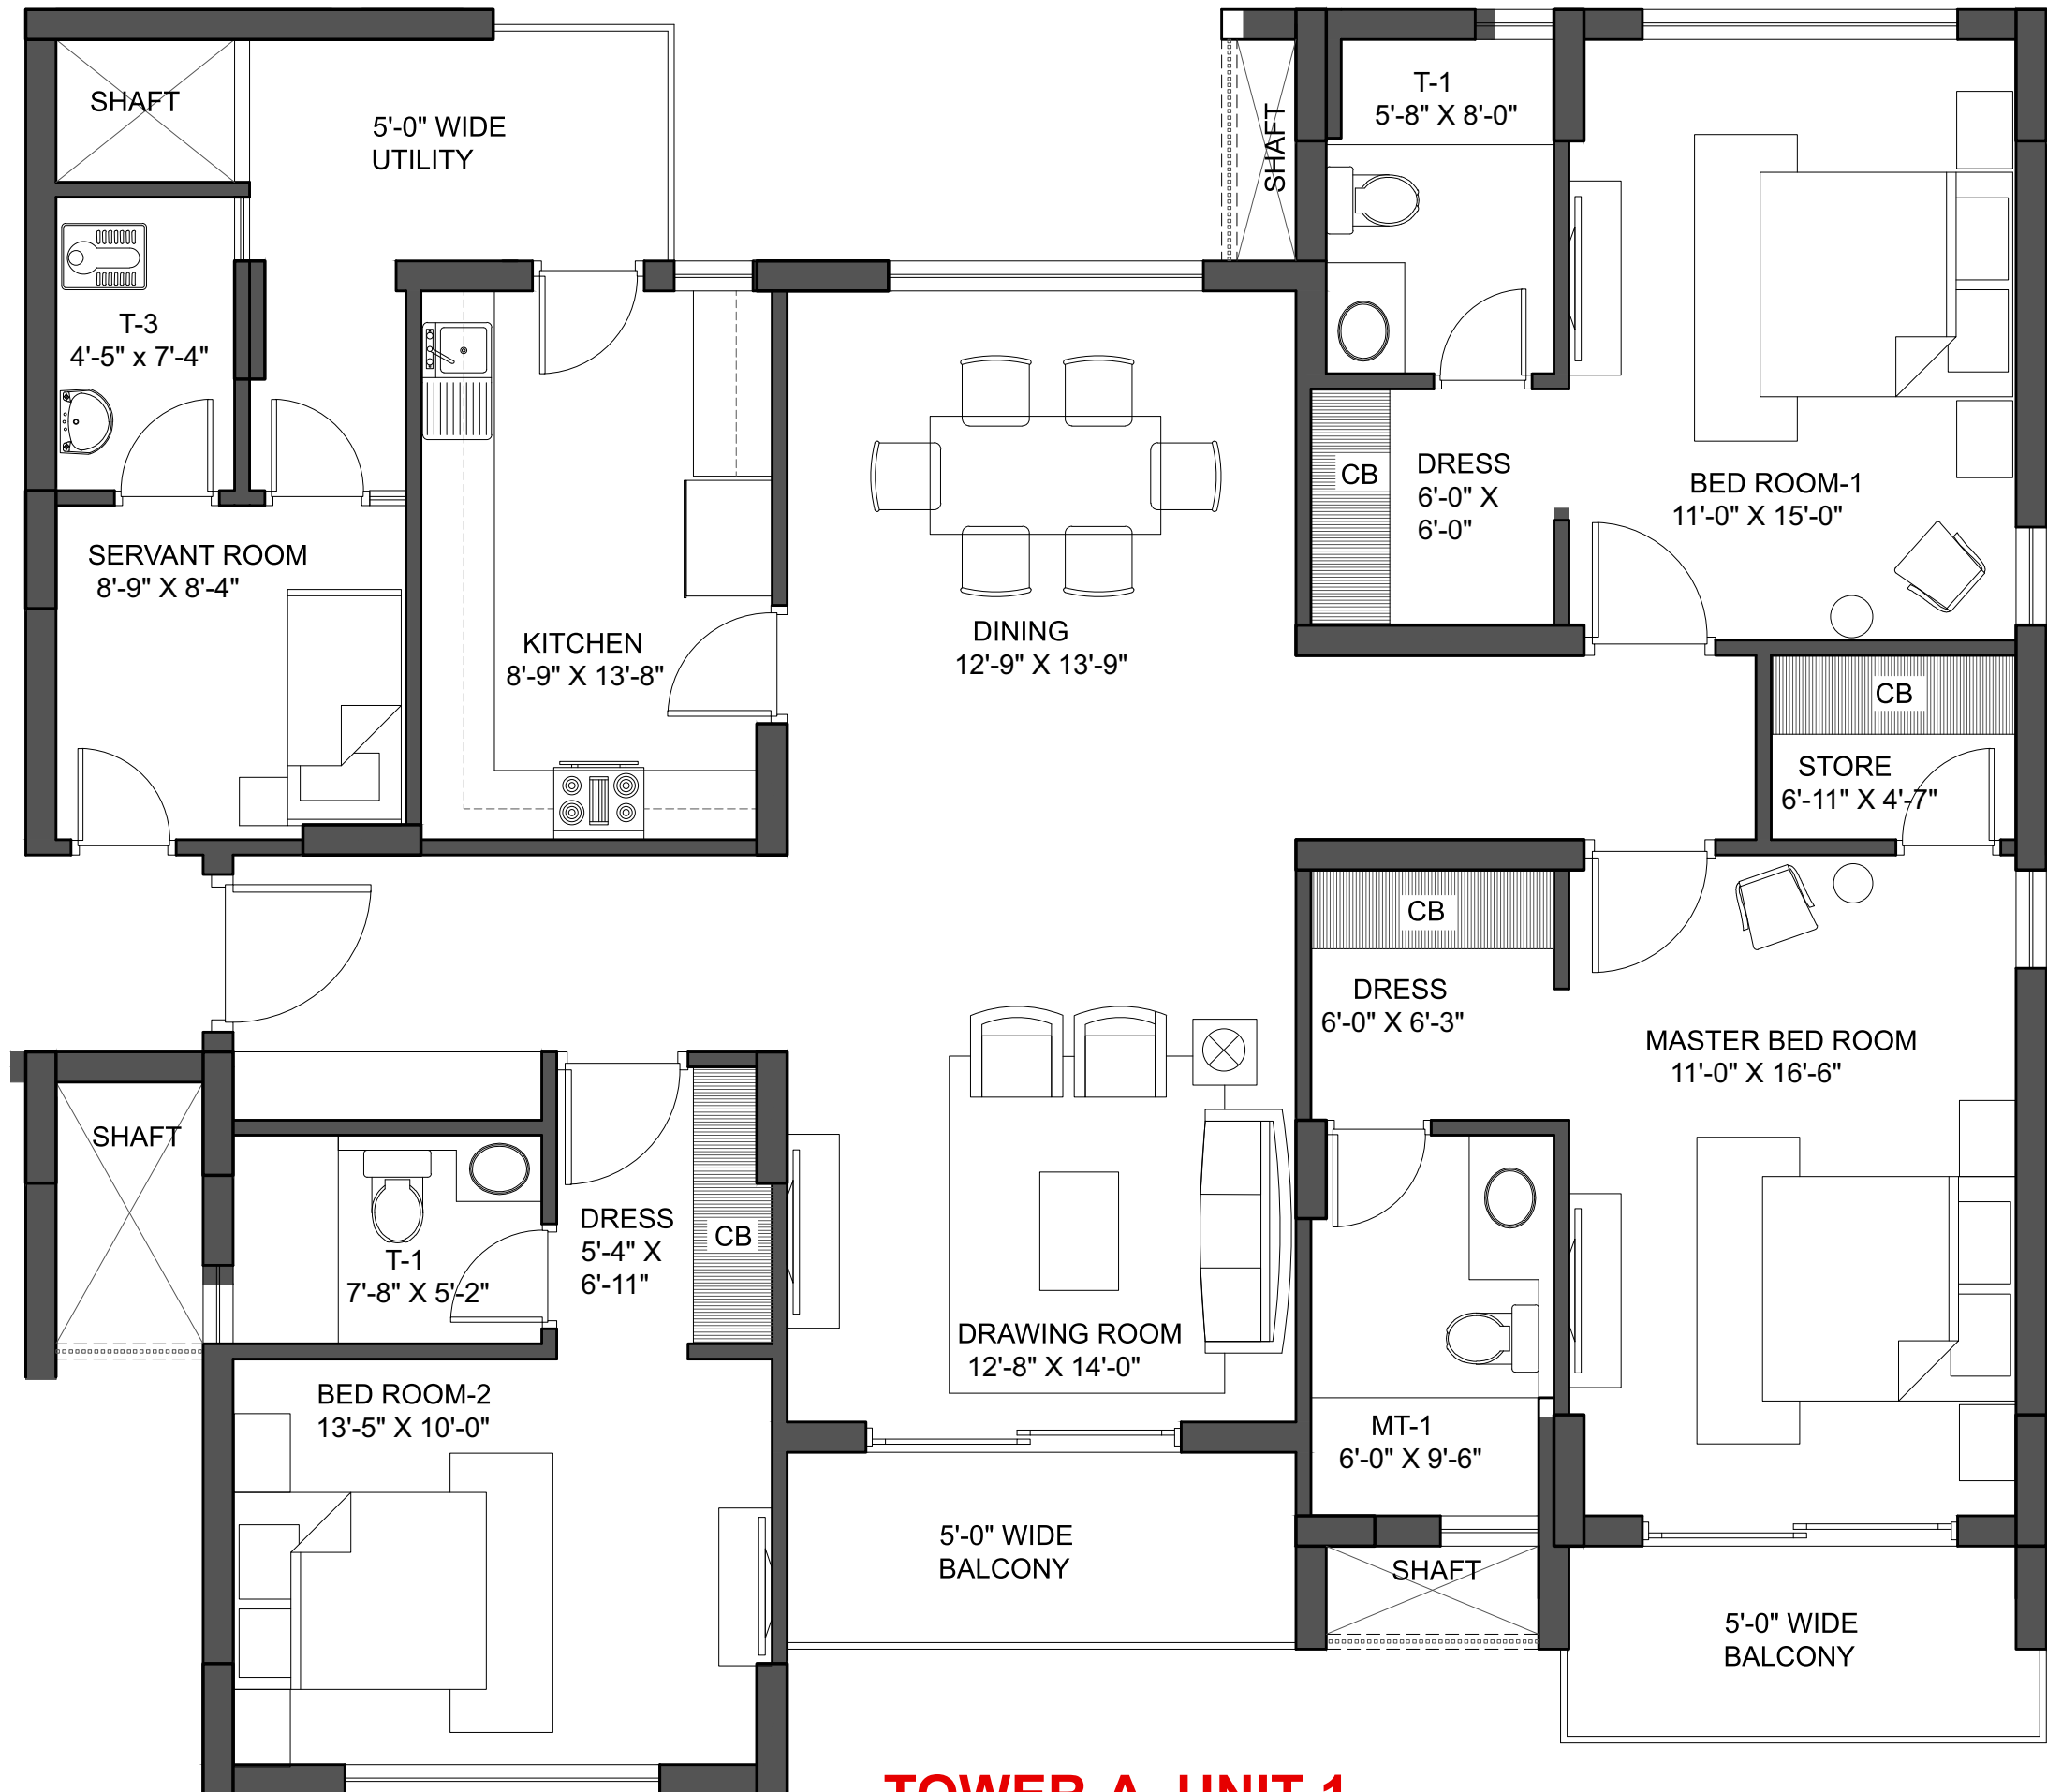 SHAFT
5'-0" WIDE
UTILITY
SHAFT
T-1
5'-8" X 8'-0"
T-3
4'-5" x 7'-4"
CB
DRESS
6'-0" X
6'-0"
BED ROOM-1
11'-0" X 15'-0"
SERVANT ROOM
8'-9" X 8'-4"
KITCHEN
8'-9" X 13'-8"
DINING
12'-9" X 13'-9"
CB
STORE
6'-11" X 4'-7"
CB
DRESS
6'-0" X 6'-3"
MASTER BED ROOM
11'-0" X 16'-6"
SHAFT
T-1
7'-8" X 5'-2"
DRESS
5'-4" X
6'-11"
CB
DRAWING ROOM
12'-8" X 14'-0"
BED ROOM-2
13'-5" X 10'-0"
MT-1
6'-0" X 9'-6"
5'-0" WIDE
BALCONY
SHAFT
5'-0" WIDE
BALCONY
TOWER-A, UNIT-1